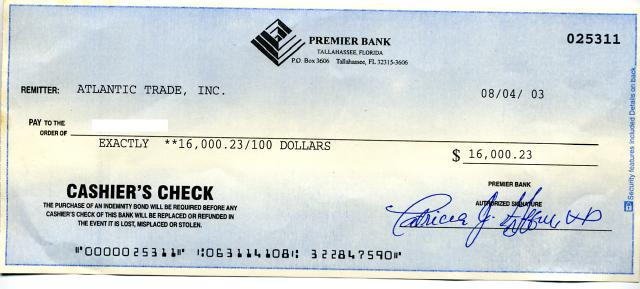 PREMIER BANK
TALLAHASSEE, FLORIDA
P.O. Box 3606 Tallahassee, FL 32315-3606
025311
REMITTER: ATLANTIC TRADE, INC.
08/04/ 03
PAY TO THE
ORDER OF
EXACTLY **16,000.23/100 DOLLARS
$ 16,000.23
CASHIER'S CHECK
THE PURCHASE OF AN INDEMNITY BOND WILL BE REQUIRED BEFORE ANY
CASHIER'S CHECK OF THIS BANK WILL BE REPLACED OR REFUNDED IN
THE EVENT IT IS LOST, MISPLACED OR STOLEN.
PREMIER BANK
AUTHORIZED SIGNATURE
Patricia J.
⑈0000025311⑈ ⑆063114108⑆ 322847590⑈
Security features included Details on back